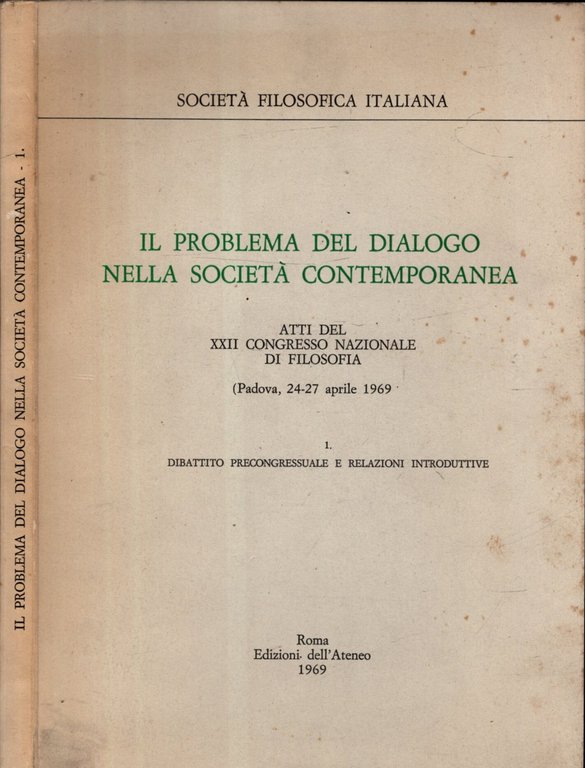 SOCIETÀ FILOSOFICA ITALIANA
IL PROBLEMA DEL DIALOGO
NELLA SOCIETÀ CONTEMPORANEA
ATTI DEL
XXII CONGRESSO NAZIONALE
DI FILOSOFIA
(Padova, 24-27 aprile 1969
1.
DIBATTITO PRECONGRESSUALE E RELAZIONI INTRODUTTIVE
Roma
Edizioni dell'Ateneo
1969
IL PROBLEMA DEL DIALOGO NELLA SOCIETÀ CONTEMPORANEA - 1.